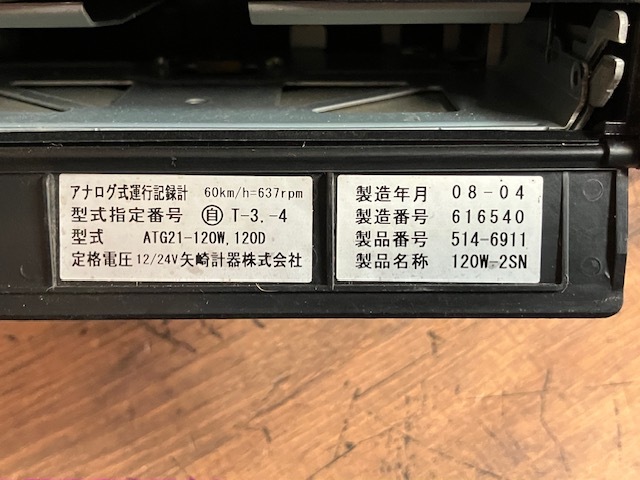 アナログ式運行記録計 60km/h=637rpm
型式指定番号 ㊀自 T-3.-4
型式 ATG21-120W,120D
定格電圧 12/24V 矢崎計器株式会社
製造年月 08-04
製造番号 616540
製品番号 514-6911
製品名称 120W-2SN